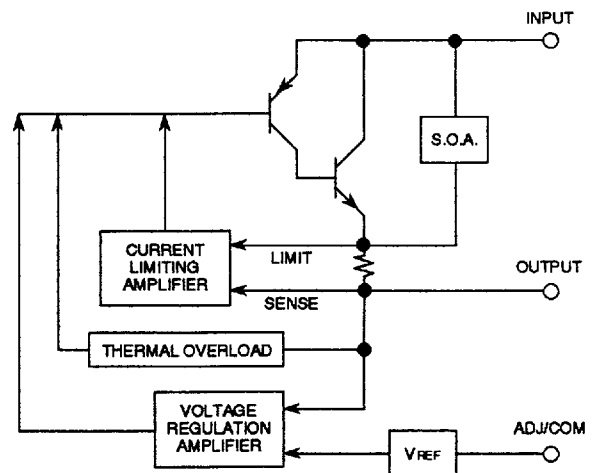 INPUT
S.O.A.
CURRENT
LIMITING
AMPLIFIER
LIMIT
SENSE
OUTPUT
THERMAL OVERLOAD
VOLTAGE
REGULATION
AMPLIFIER
VREF
ADJ/COM